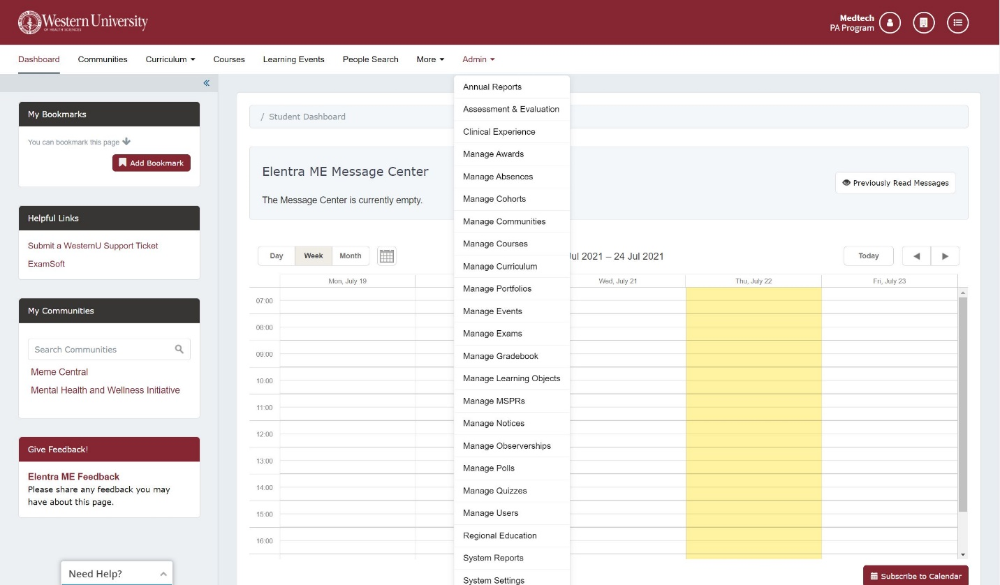 Western University
OF HEALTH SCIENCES
Medtech
PA Program
Dashboard
Communities
Curriculum
Courses
Learning Events
People Search
More
Admin
My Bookmarks
You can bookmark this page
Add Bookmark
Helpful Links
Submit a WesternU Support Ticket
ExamSoft
My Communities
Search Communities
Meme Central
Mental Health and Wellness Initiative
Give Feedback!
Elentra ME Feedback
Please share any feedback you may
have about this page.
Need Help?
Annual Reports
Assessment & Evaluation
Clinical Experience
Manage Awards
Manage Absences
Manage Cohorts
Manage Communities
Manage Courses
Manage Curriculum
Manage Portfolios
Manage Events
Manage Exams
Manage Gradebook
Manage Learning Objects
Manage MSPRs
Manage Notices
Manage Observerships
Manage Polls
Manage Quizzes
Manage Users
Regional Education
System Reports
System Settings
/ Student Dashboard
Elentra ME Message Center
The Message Center is currently empty.
Previously Read Messages
Day
Week
Month
Jul 2021 – 24 Jul 2021
Today
Mon, July 19
Wed, July 21
Thu, July 22
Fri, July 23
07:00
08:00
09:00
10:00
11:00
12:00
13:00
14:00
15:00
16:00
Subscribe to Calendar